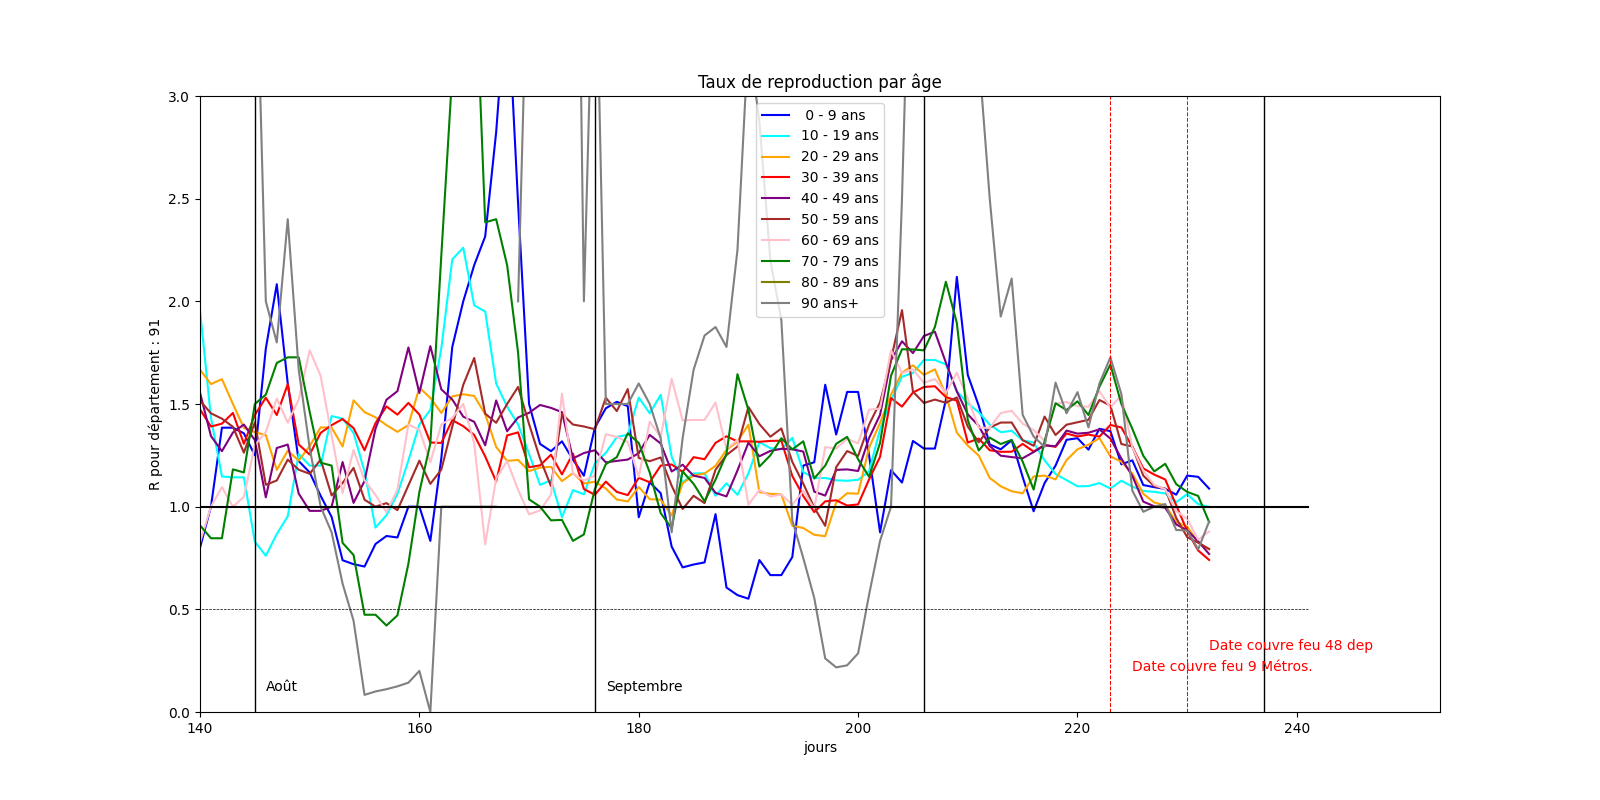 Taux de reproduction par âge
3.0
2.5
2.0
1.5
1.0
0.5
0.0
R pour département : 91
0 - 9 ans
10 - 19 ans
20 - 29 ans
30 - 39 ans
40 - 49 ans
50 - 59 ans
60 - 69 ans
70 - 79 ans
80 - 89 ans
90 ans+
Date couvre feu 48 dep
Date couvre feu 9 Métros.
Août
Septembre
140
160
180
200
220
240
jours